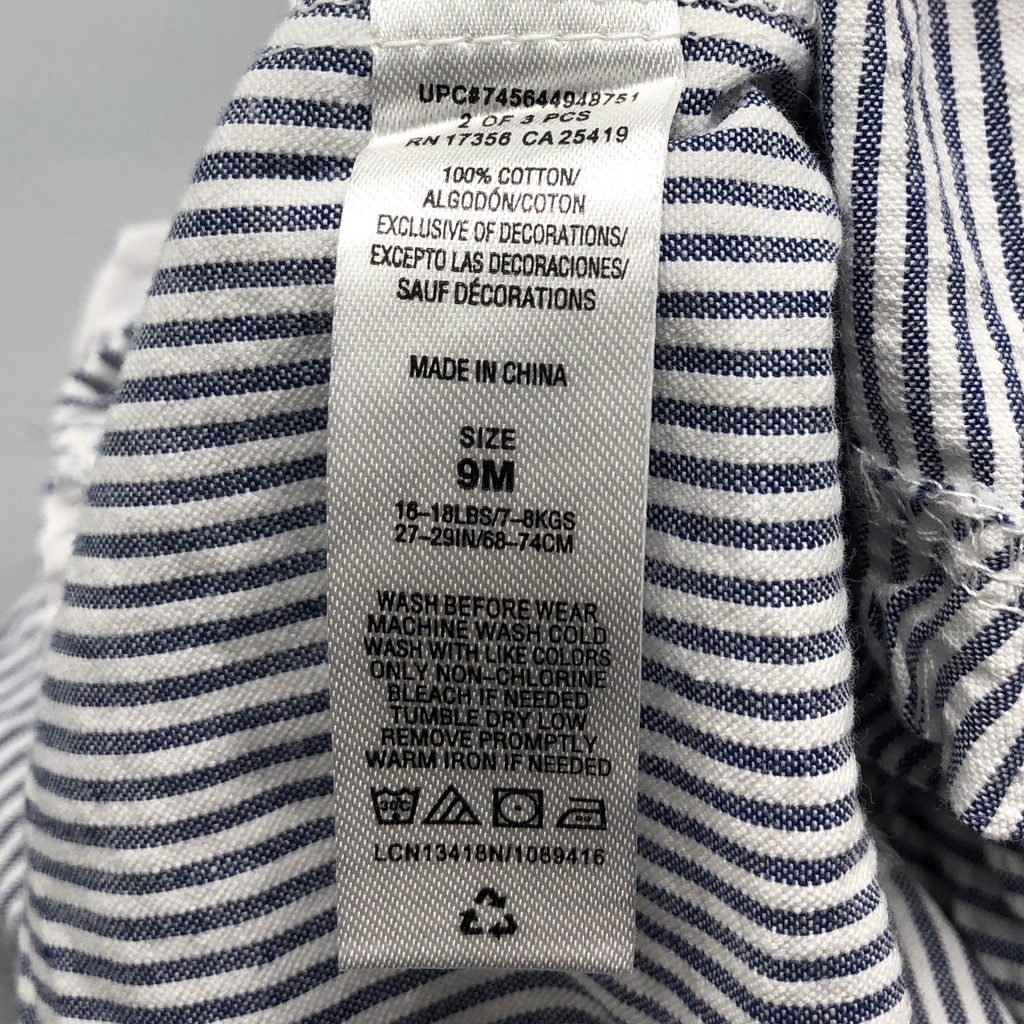 UPC#745644948751
2 OF 3 PCS
RN 17356 CA 25419
100% COTTON/
ALGODÓN/COTON
EXCLUSIVE OF DECORATIONS/
EXCEPTO LAS DECORACIONES/
SAUF DÉCORATIONS
MADE IN CHINA
SIZE
9M
16–18LBS/7–8KGS
27–29IN/68–74CM
WASH BEFORE WEAR
MACHINE WASH COLD
WASH WITH LIKE COLORS
ONLY NON–CHLORINE
BLEACH IF NEEDED
TUMBLE DRY LOW
REMOVE PROMPTLY
WARM IRON IF NEEDED
30C
LCN13418N/1089416